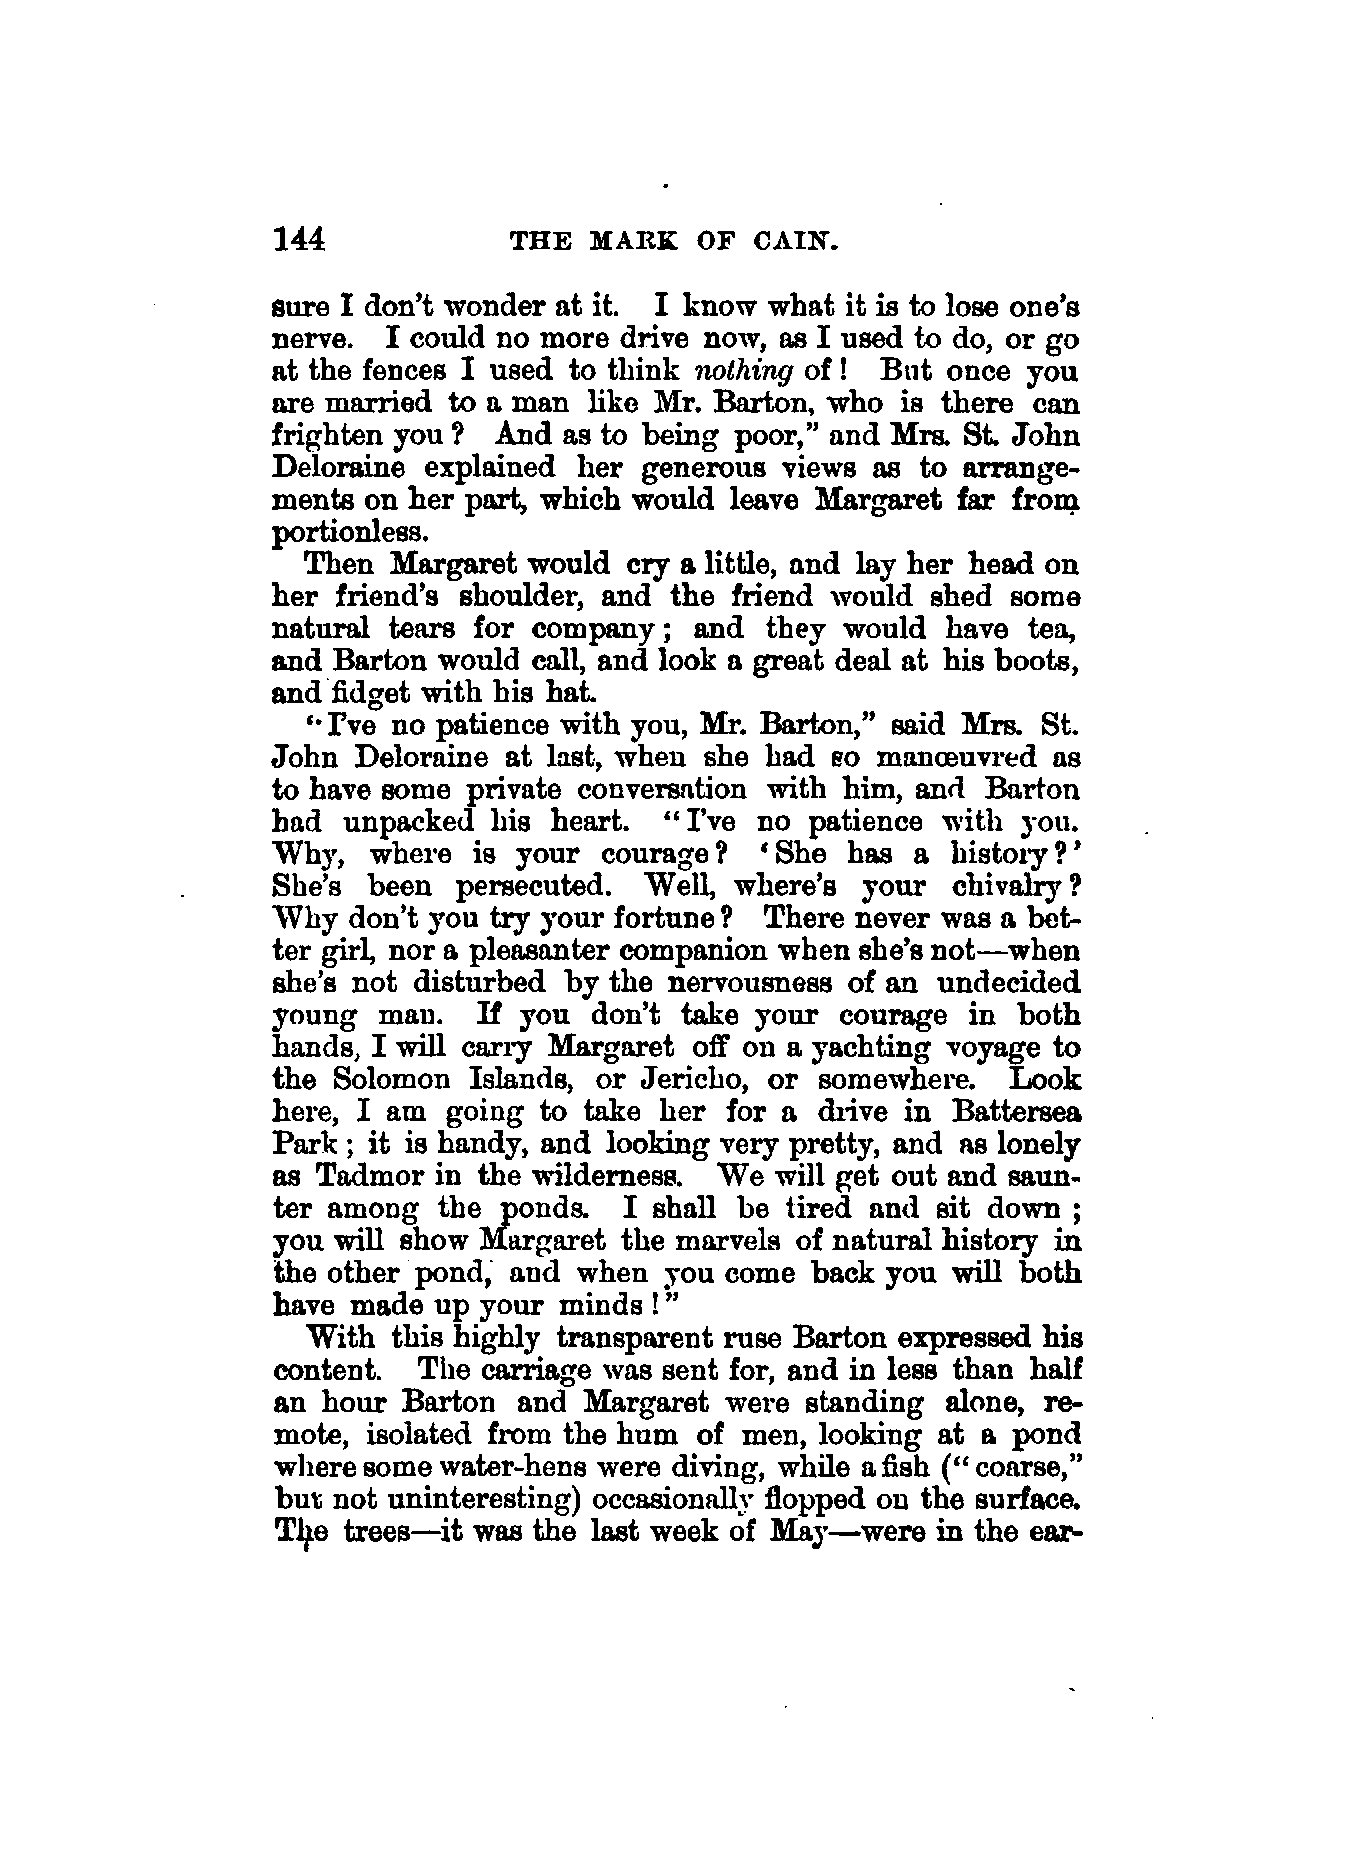 144 THE MARK OF CAIN.
sure I don't wonder at it. I know what it is to lose one's
nerve. I could no more drive now, as I used to do, or go
at the fences I used to think nothing of! But once you
are married to a man like Mr. Barton, who is there can
frighten you? And as to being poor," and Mrs. St. John
Deloraine explained her generous views as to arrange-
ments on her part, which would leave Margaret far from
portionless.
Then Margaret would cry a little, and lay her head on
her friend's shoulder, and the friend would shed some
natural tears for company; and they would have tea,
and Barton would call, and look a great deal at his boots,
and fidget with his hat.
"I've no patience with you, Mr. Barton," said Mrs. St.
John Deloraine at last, when she had so manœuvred as
to have some private conversation with him, and Barton
had unpacked his heart. "I've no patience with you.
Why, where is your courage? 'She has a history?'
She's been persecuted. Well, where's your chivalry?
Why don't you try your fortune? There never was a bet-
ter girl, nor a pleasanter companion when she's not—when
she's not disturbed by the nervousness of an undecided
young man. If you don't take your courage in both
hands, I will carry Margaret off on a yachting voyage to
the Solomon Islands, or Jericho, or somewhere. Look
here, I am going to take her for a drive in Battersea
Park; it is handy, and looking very pretty, and as lonely
as Tadmor in the wilderness. We will get out and saun-
ter among the ponds. I shall be tired and sit down;
you will show Margaret the marvels of natural history in
the other pond, and when you come back you will both
have made up your minds!"
With this highly transparent ruse Barton expressed his
content. The carriage was sent for, and in less than half
an hour Barton and Margaret were standing alone, re-
mote, isolated from the hum of men, looking at a pond
where some water-hens were diving, while a fish ("coarse,"
but not uninteresting) occasionally flopped on the surface.
The trees—it was the last week of May—were in the ear-